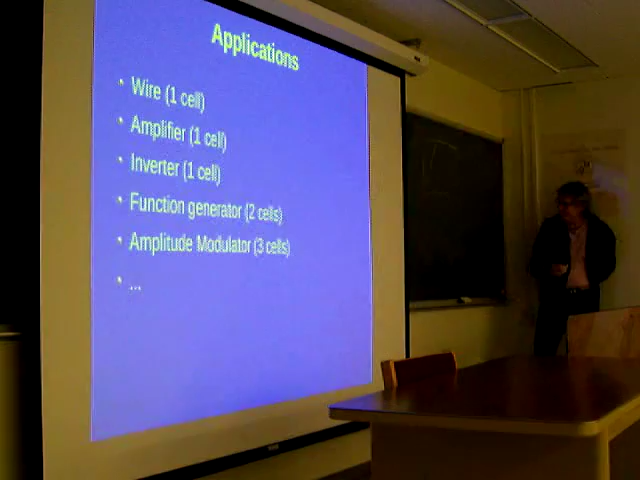 Applications
• Wire (1 cell)
• Amplifier (1 cell)
• Inverter (1 cell)
• Function generator (2 cells)
• Amplitude Modulator (3 cells)
• ...